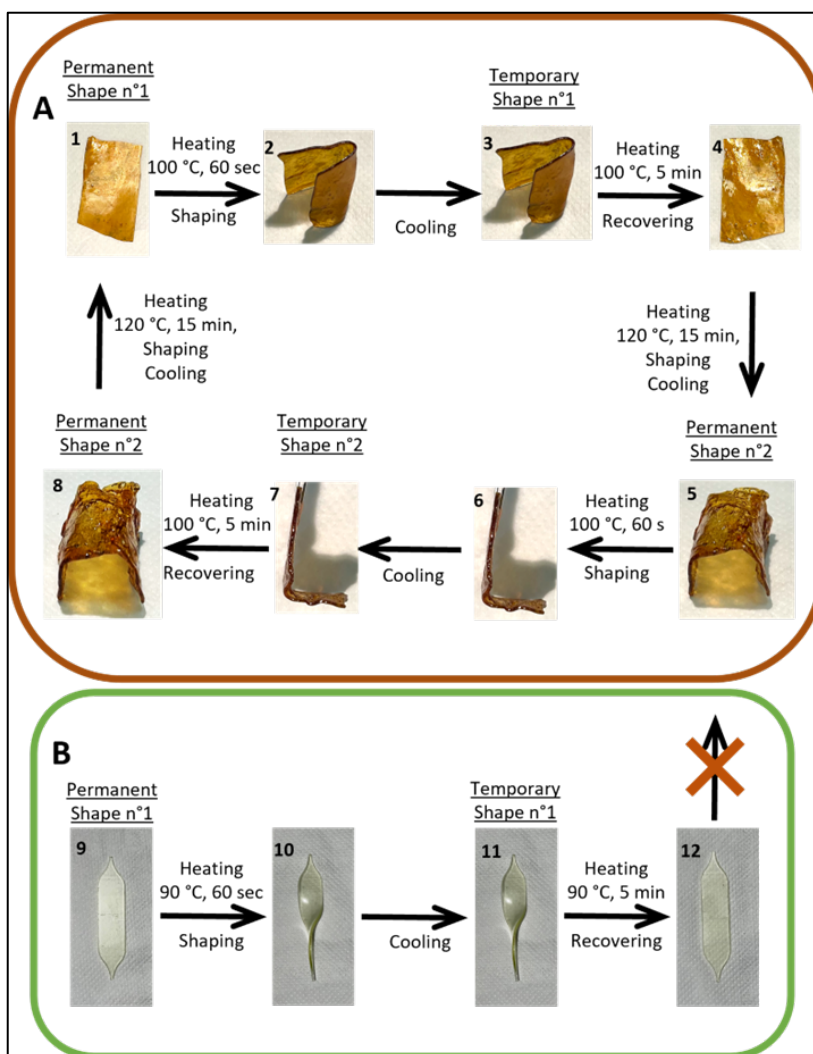 A
Permanent
Shape n°1
1
Heating
100 °C, 60 sec
Shaping
2
Cooling
Temporary
Shape n°1
3
Heating
100 °C, 5 min
Recovering
4
Heating
120 °C, 15 min,
Shaping
Cooling
Heating
120 °C, 15 min,
Shaping
Cooling
Permanent
Shape n°2
8
Heating
100 °C, 5 min
Recovering
Temporary
Shape n°2
7
Cooling
6
Heating
100 °C, 60 s
Shaping
Permanent
Shape n°2
5
B
Permanent
Shape n°1
9
Heating
90 °C, 60 sec
Shaping
10
Cooling
Temporary
Shape n°1
11
Heating
90 °C, 5 min
Recovering
12